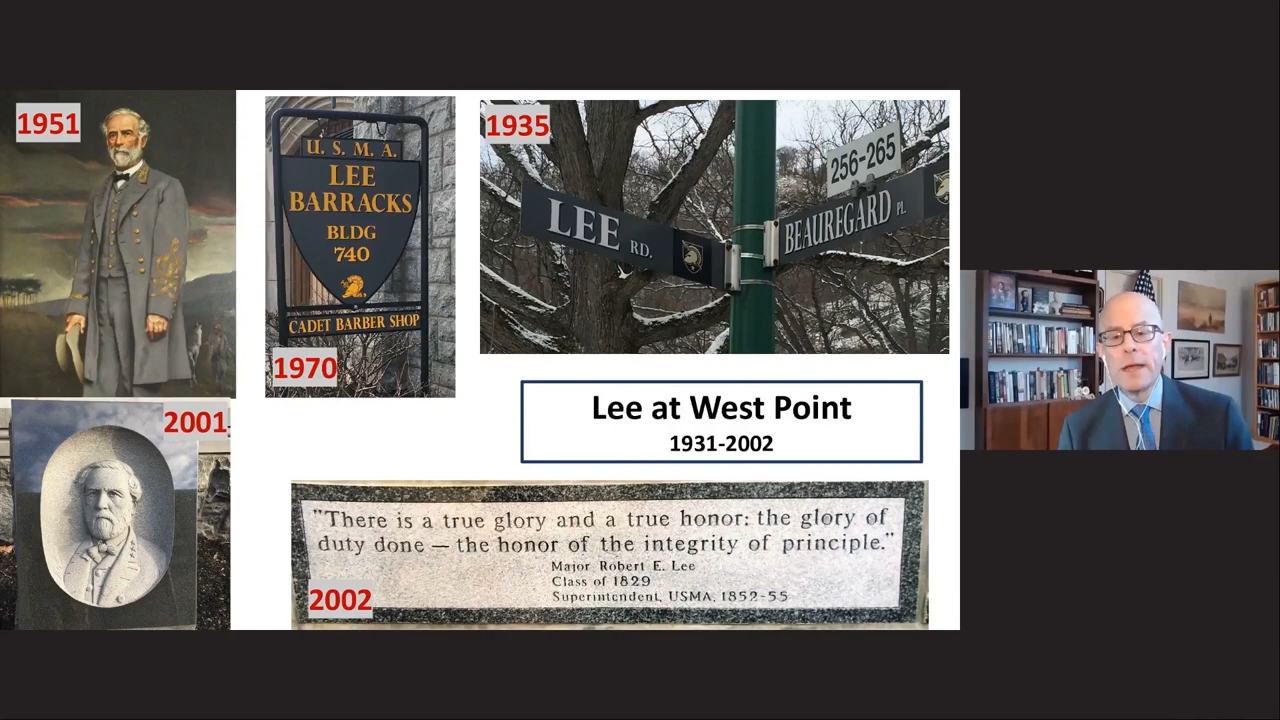 1951
U. S. M. A.
LEE
BARRACKS
BLDG
740
CADET BARBER SHOP
1970
1935
LEE RD.
256-265
BEAUREGARD PL.
2001
Lee at West Point
1931-2002
"There is a true glory and a true honor: the glory of
duty done — the honor of the integrity of principle."
Major Robert E. Lee
Class of 1829
Superintendent, USMA, 1852-55
2002